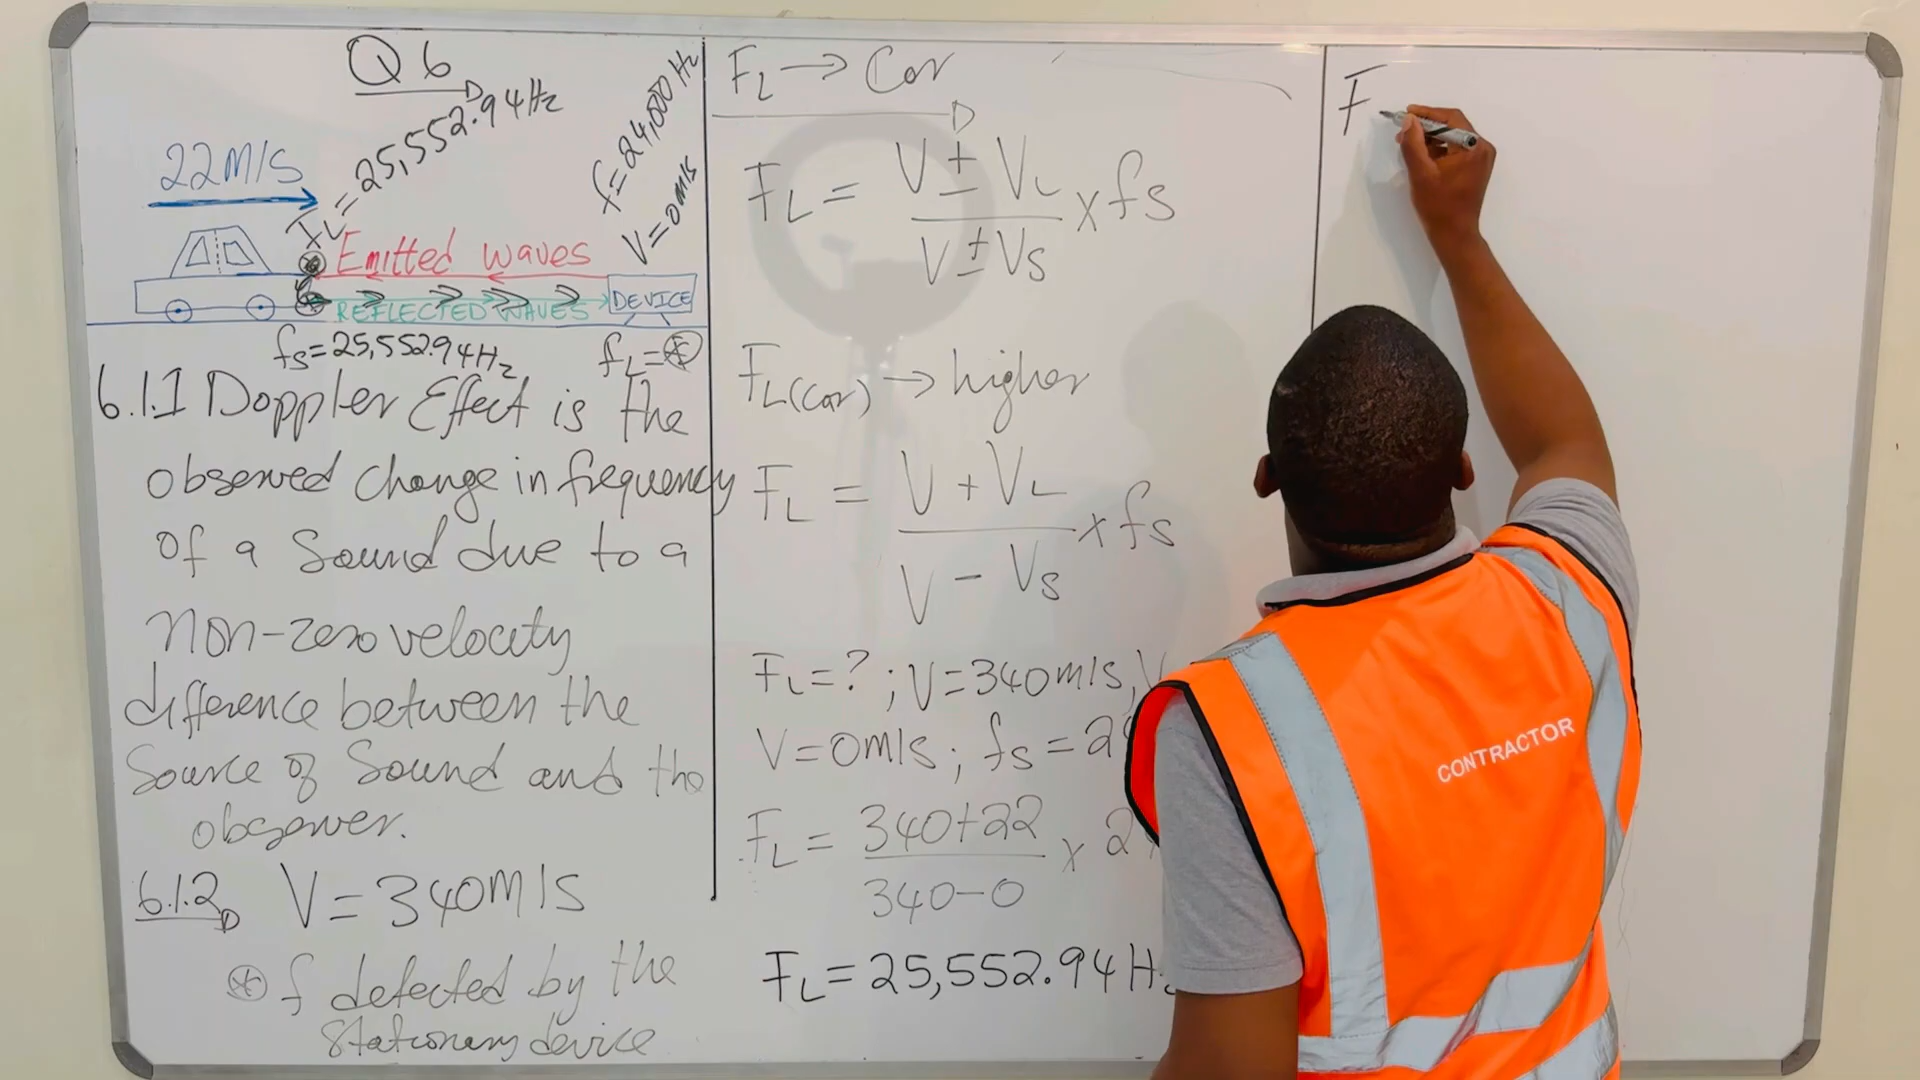 Q 6
22M/S
FL = 25,552.94Hz
f=24,000 Hz
V=0m/s
Emitted waves
REFLECTED WAVES
DEVICE
fs=25,552.94Hz
fL=*
6.1.1 Doppler Effect is the
observed change in frequency
of a sound due to a
non-zero velocity
difference between the
Source of Sound and the
observer.
6.1.2 V = 340m/s
* f detected by the
Stationary device
FL → Car
FL = V ± VL / V ± VS × fs
FL(car) → higher
FL = V + VL / V - VS × fs
FL=? ; V=340m/s, V
V=0m/s ; fs=2
FL = 340+22 / 340-0 × 2
FL = 25,552.94 H
F
CONTRACTOR